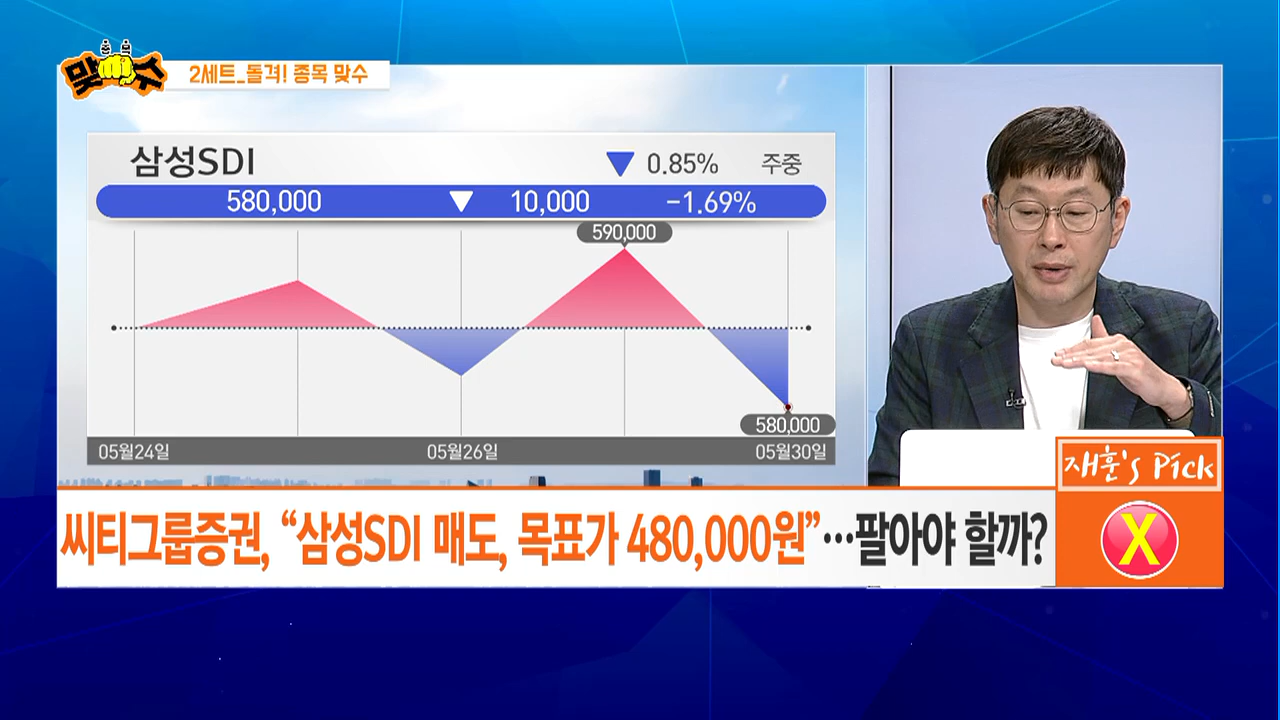 종목
맞수
2세트_돌격! 종목 맞수
삼성SDI ▼ 0.85% 주중
580,000 ▼ 10,000 -1.69%
590,000
580,000
05월24일 05월26일 05월30일
재훈's Pick
씨티그룹증권, “삼성SDI 매도, 목표가 480,000원”…팔아야 할까?
X